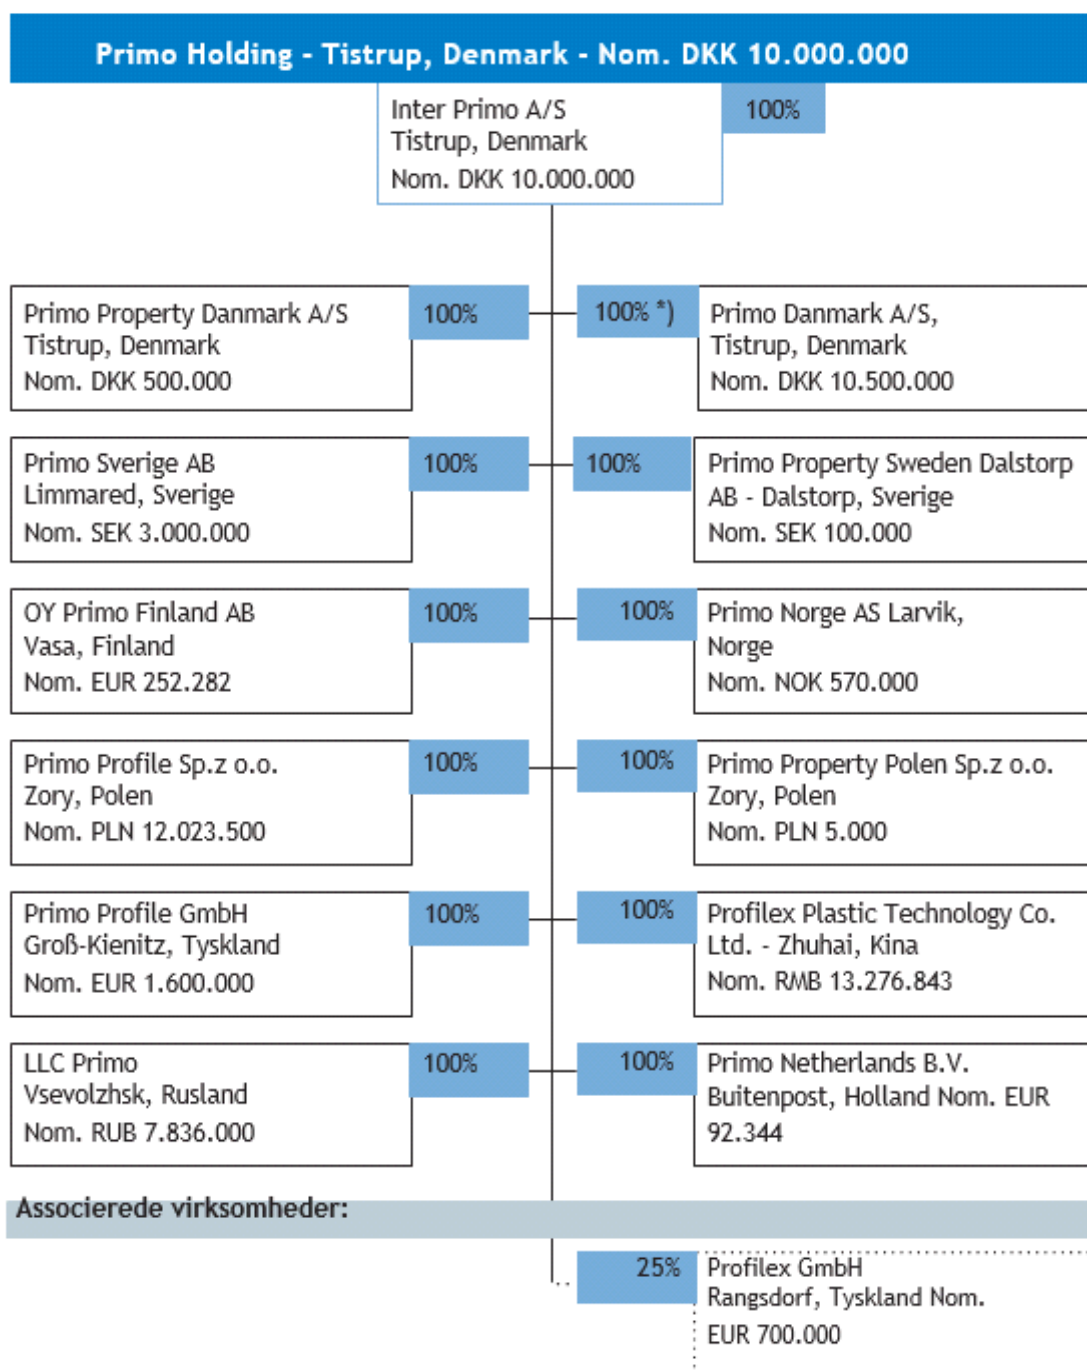 Primo Holding - Tistrup, Denmark - Nom. DKK 10.000.000
Inter Primo A/S
Tistrup, Denmark
Nom. DKK 10.000.000
100%
Primo Property Danmark A/S
Tistrup, Denmark
Nom. DKK 500.000
100%
100% *)
Primo Danmark A/S,
Tistrup, Denmark
Nom. DKK 10.500.000
Primo Sverige AB
Limmared, Sverige
Nom. SEK 3.000.000
100%
100%
Primo Property Sweden Dalstorp
AB - Dalstorp, Sverige
Nom. SEK 100.000
OY Primo Finland AB
Vasa, Finland
Nom. EUR 252.282
100%
100%
Primo Norge AS Larvik,
Norge
Nom. NOK 570.000
Primo Profile Sp.z o.o.
Zory, Polen
Nom. PLN 12.023.500
100%
100%
Primo Property Polen Sp.z o.o.
Zory, Polen
Nom. PLN 5.000
Primo Profile GmbH
Groß-Kienitz, Tyskland
Nom. EUR 1.600.000
100%
100%
Profilex Plastic Technology Co.
Ltd. - Zhuhai, Kina
Nom. RMB 13.276.843
LLC Primo
Vsevolzhsk, Rusland
Nom. RUB 7.836.000
100%
100%
Primo Netherlands B.V.
Buitenpost, Holland Nom. EUR
92.344
Associerede virksomheder:
25%
Profilex GmbH
Rangsdorf, Tyskland Nom.
EUR 700.000